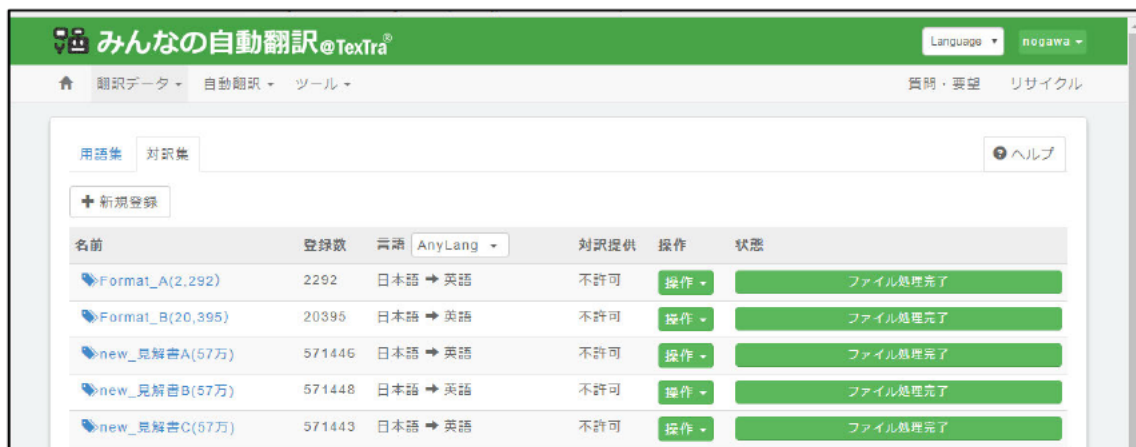 みんなの自動翻訳@TexTra® Language nogawa
翻訳データ 自動翻訳 ツール 質問・要望 リサイクル
用語集 対訳集 ヘルプ
新規登録
名前 登録数 言語 AnyLang 対訳提供 操作 状態
Format_A(2,292) 2292 日本語 ➡ 英語 不許可 操作 ファイル処理完了
Format_B(20,395) 20395 日本語 ➡ 英語 不許可 操作 ファイル処理完了
new_見解書A(57万) 571446 日本語 ➡ 英語 不許可 操作 ファイル処理完了
new_見解書B(57万) 571448 日本語 ➡ 英語 不許可 操作 ファイル処理完了
new_見解書C(57万) 571443 日本語 ➡ 英語 不許可 操作 ファイル処理完了